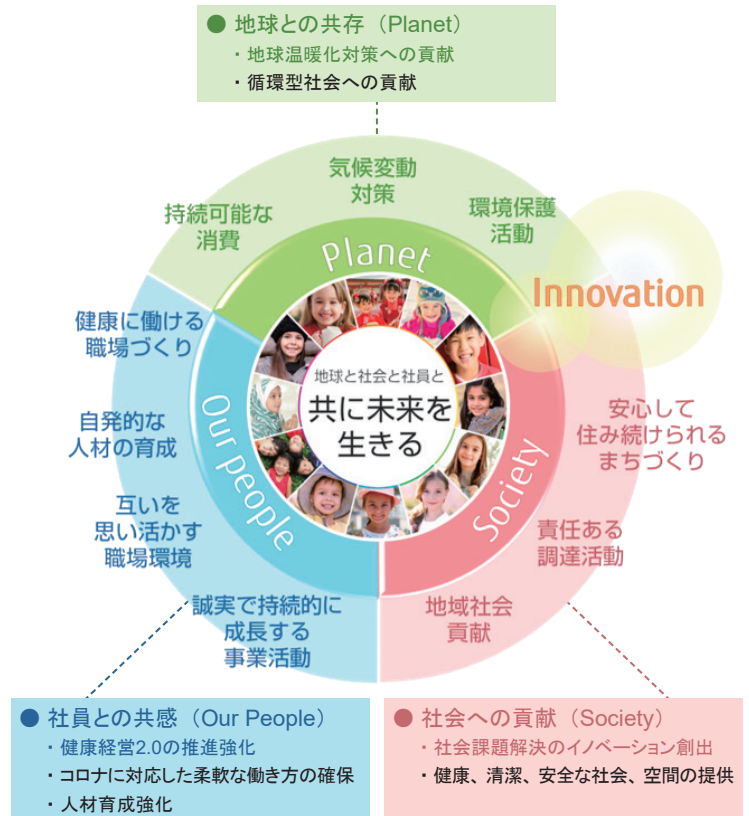 ● 地球との共存（Planet）
・地球温暖化対策への貢献
・循環型社会への貢献
気候変動
対策
環境保護
活動
持続可能な
消費
Planet
Innovation
健康に働ける
職場づくり
自発的な
人材の育成
互いを
思い活かす
職場環境
誠実で持続的に
成長する
事業活動
Our people
地球と社会と社員と
共に未来を
生きる
Society
安心して
住み続けられる
まちづくり
責任ある
調達活動
地域社会
貢献
● 社員との共感（Our People）
・健康経営2.0の推進強化
・コロナに対応した柔軟な働き方の確保
・人材育成強化
● 社会への貢献（Society）
・社会課題解決のイノベーション創出
・健康、清潔、安全な社会、空間の提供